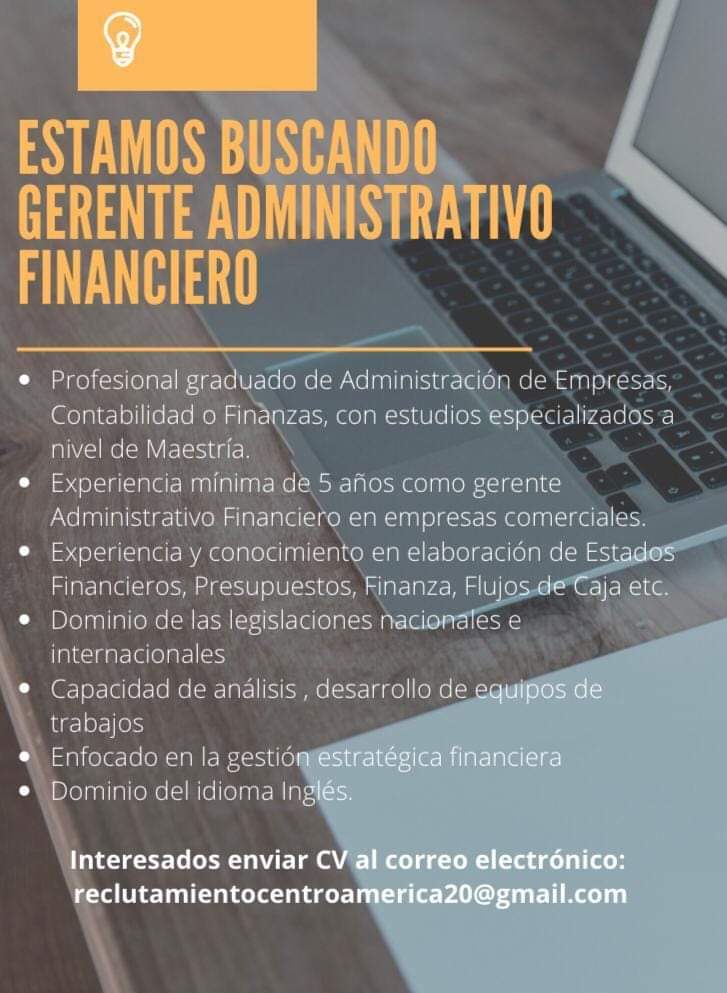 ESTAMOS BUSCANDO
GERENTE ADMINISTRATIVO
FINANCIERO
• Profesional graduado de Administración de Empresas,
Contabilidad o Finanzas, con estudios especializados a
nivel de Maestría.
• Experiencia mínima de 5 años como gerente
Administrativo Financiero en empresas comerciales.
• Experiencia y conocimiento en elaboración de Estados
Financieros, Presupuestos, Finanza, Flujos de Caja etc.
• Dominio de las legislaciones nacionales e
internacionales
• Capacidad de análisis , desarrollo de equipos de
trabajos
• Enfocado en la gestión estratégica financiera
• Dominio del idioma Inglés.
Interesados enviar CV al correo electrónico:
reclutamientocentroamerica20@gmail.com